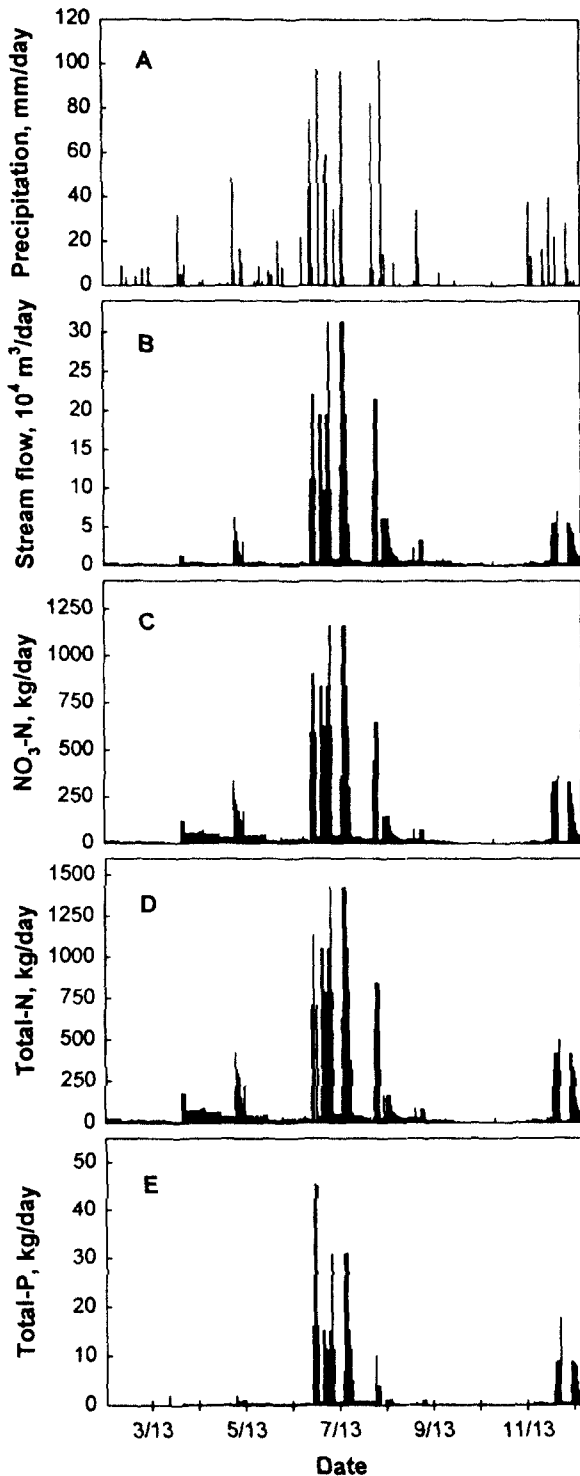 Precipitation, mm/day
120
100
80
60
40
20
0
A
Stream flow, 10⁴ m³/day
30
25
20
15
10
5
0
B
NO₃-N, kg/day
1250
1000
750
500
250
0
C
Total-N, kg/day
1500
1250
1000
750
500
250
0
D
Total-P, kg/day
50
40
30
20
10
0
E
3/13 5/13 7/13 9/13 11/13
Date